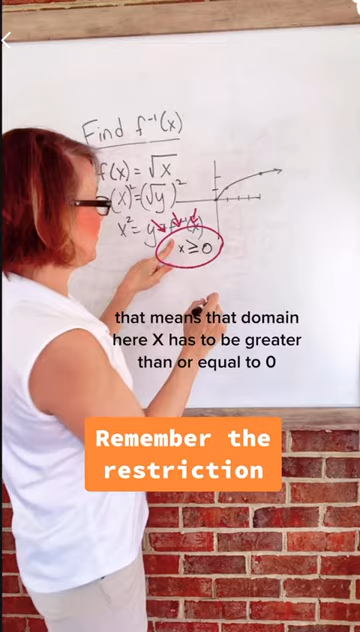 Find f⁻¹(x)
f(x) = √x
(x)² = (√y)²
x² = y = f⁻¹(x)
x ≥ 0
that means that domain
here X has to be greater
than or equal to 0
Remember the
restriction